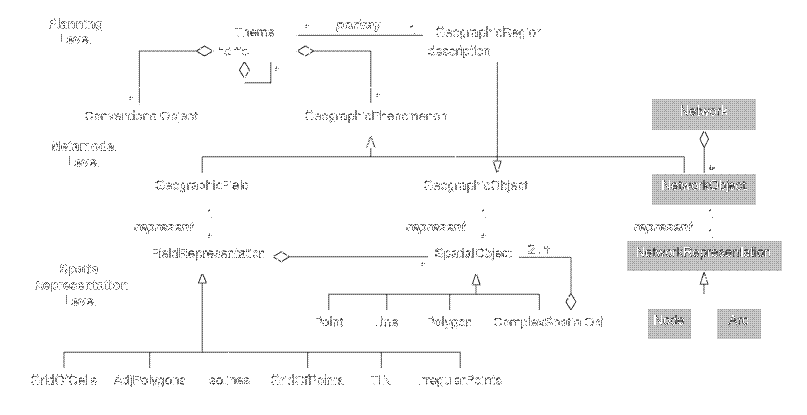 Planning
Level
Theme
name
*
partkey
1
GeographicRegion
description
*
*
*
Conventional Object
GeographicPhenomenon
Network
Metamodel
Level
*
GeographicField
GeographicObject
NetworkObject
represent
represent
represent
FieldRepresentation
*
SpatialObject
2..*
NetworkRepresentation
Spatial
Representation
Level
Point
Line
Polygon
ComplexSpatialObj
Node
Arc
GridOfCells
AdjPolygons
Isolines
GridOfPoints
TIN
IrregularPoints